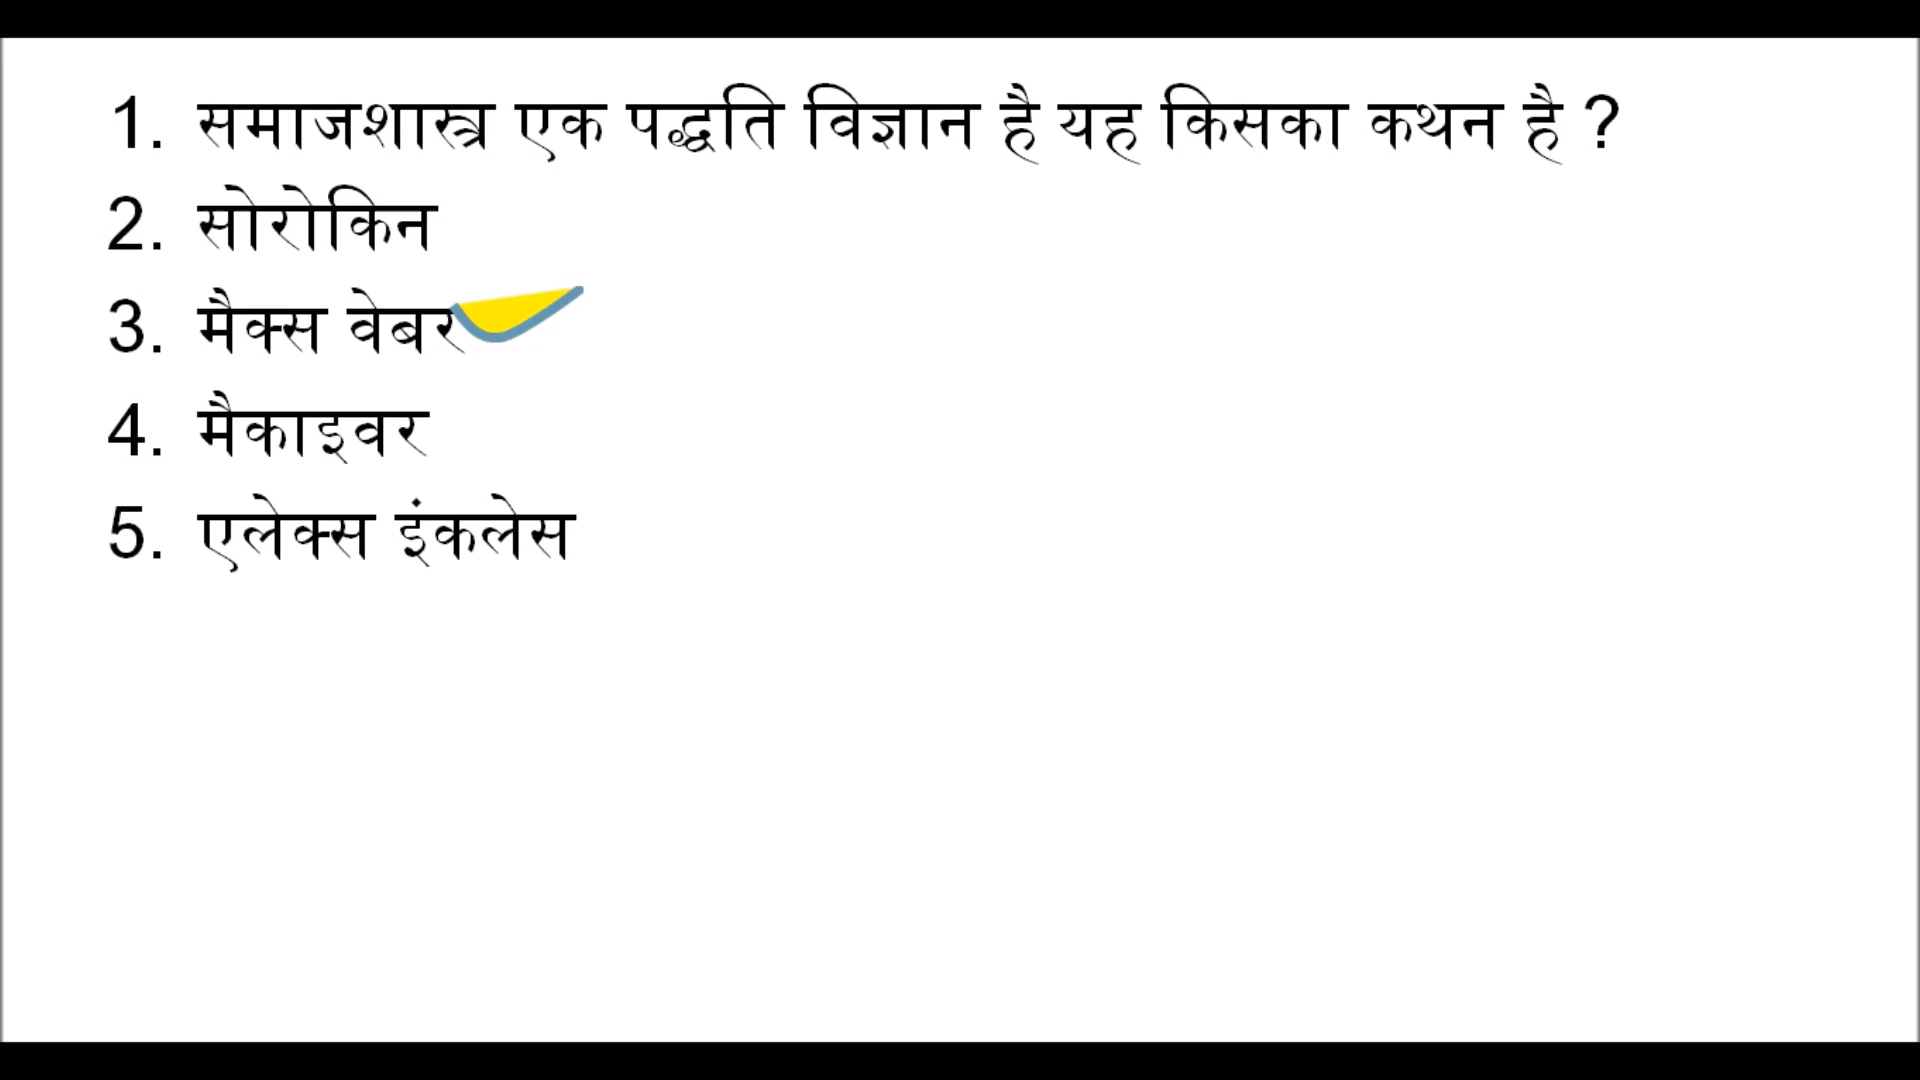 1. समाजशास्त्र एक पद्धति विज्ञान है यह किसका कथन है ?
2. सोरोकिन
3. मैक्स वेबर
4. मैकाइवर
5. एलेक्स इंकलेस